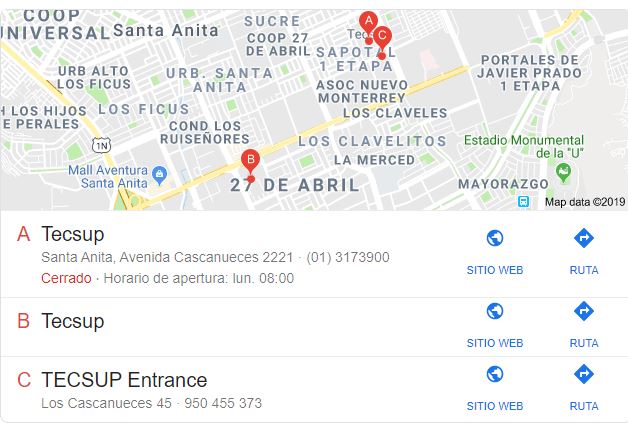 COOP
UNIVERSAL
Santa Anita
SUCRE
COOP 27
DE ABRIL
A
Tec
C
SAPOTAL
1 ETAPA
URB ALTO
LOS FICUS
URB. SANTA
ANITA
PORTALES DE
JAVIER PRADO
1 ETAPA
ASOC NUEVO
MONTERREY
LOS FICUS
H LOS HIJOS
E PERALES
COND LOS
RUISEÑORES
LOS CLAVELES
1N
LOS CLAVELITOS
LA MERCED
Estadio Monumental
de la "U"
B
Mall Aventura
Santa Anita
27 DE ABRIL
MAYORAZGO
Map data ©2019
A Tecsup
Santa Anita, Avenida Cascanueces 2221 · (01) 3173900
Cerrado · Horario de apertura: lun. 08:00
SITIO WEB
RUTA
B Tecsup
SITIO WEB
RUTA
C TECSUP Entrance
Los Cascanueces 45 · 950 455 373
SITIO WEB
RUTA